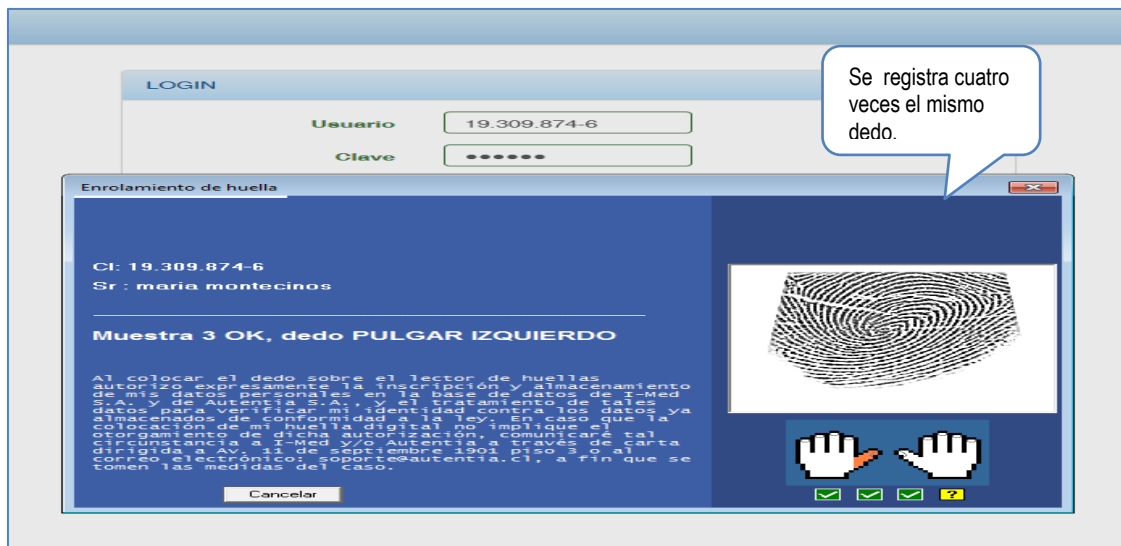 Se registra cuatro
veces el mismo
dedo.
LOGIN
Usuario
19.309.874-6
Clave
●●●●●●
Enrolamiento de huella
CI: 19.309.874-6
Sr : maria montecinos
Muestra 3 OK, dedo PULGAR IZQUIERDO
Al colocar el dedo sobre el lector de huellas
autorizo expresamente la inscripción y almacenamiento
de mis datos personales en la base de datos de I-Med
S.A. y de Autentia S.A., y el tratamiento de tales
datos para verificar mi identidad contra los datos ya
almacenados de conformidad a la ley. En caso que la
colocación de mi huella digital no implique el
otorgamiento de dicha autorización, comunicaré tal
circunstancia a I-Med y/o Autentia a través de carta
dirigida a Av. 11 de septiembre 1901 piso 3 o al
correo electrónico: soporte@autentia.cl, a fin que se
tomen las medidas del caso.
Cancelar
?